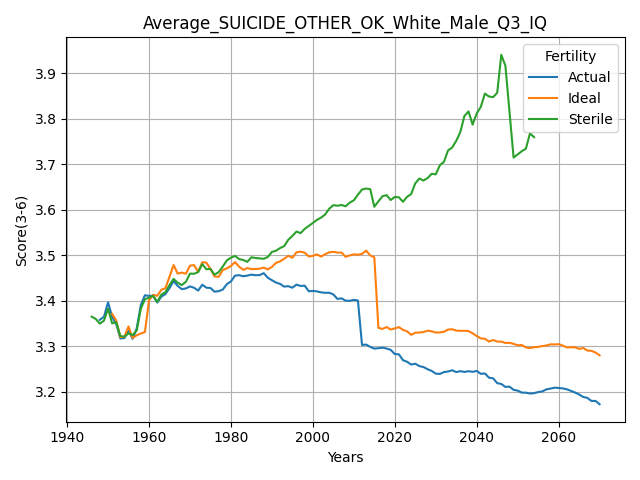 Average_SUICIDE_OTHER_OK_White_Male_Q3_IQ
Fertility
Actual
Ideal
Sterile
Score(3-6)
3.9
3.8
3.7
3.6
3.5
3.4
3.3
3.2
1940 1960 1980 2000 2020 2040 2060
Years